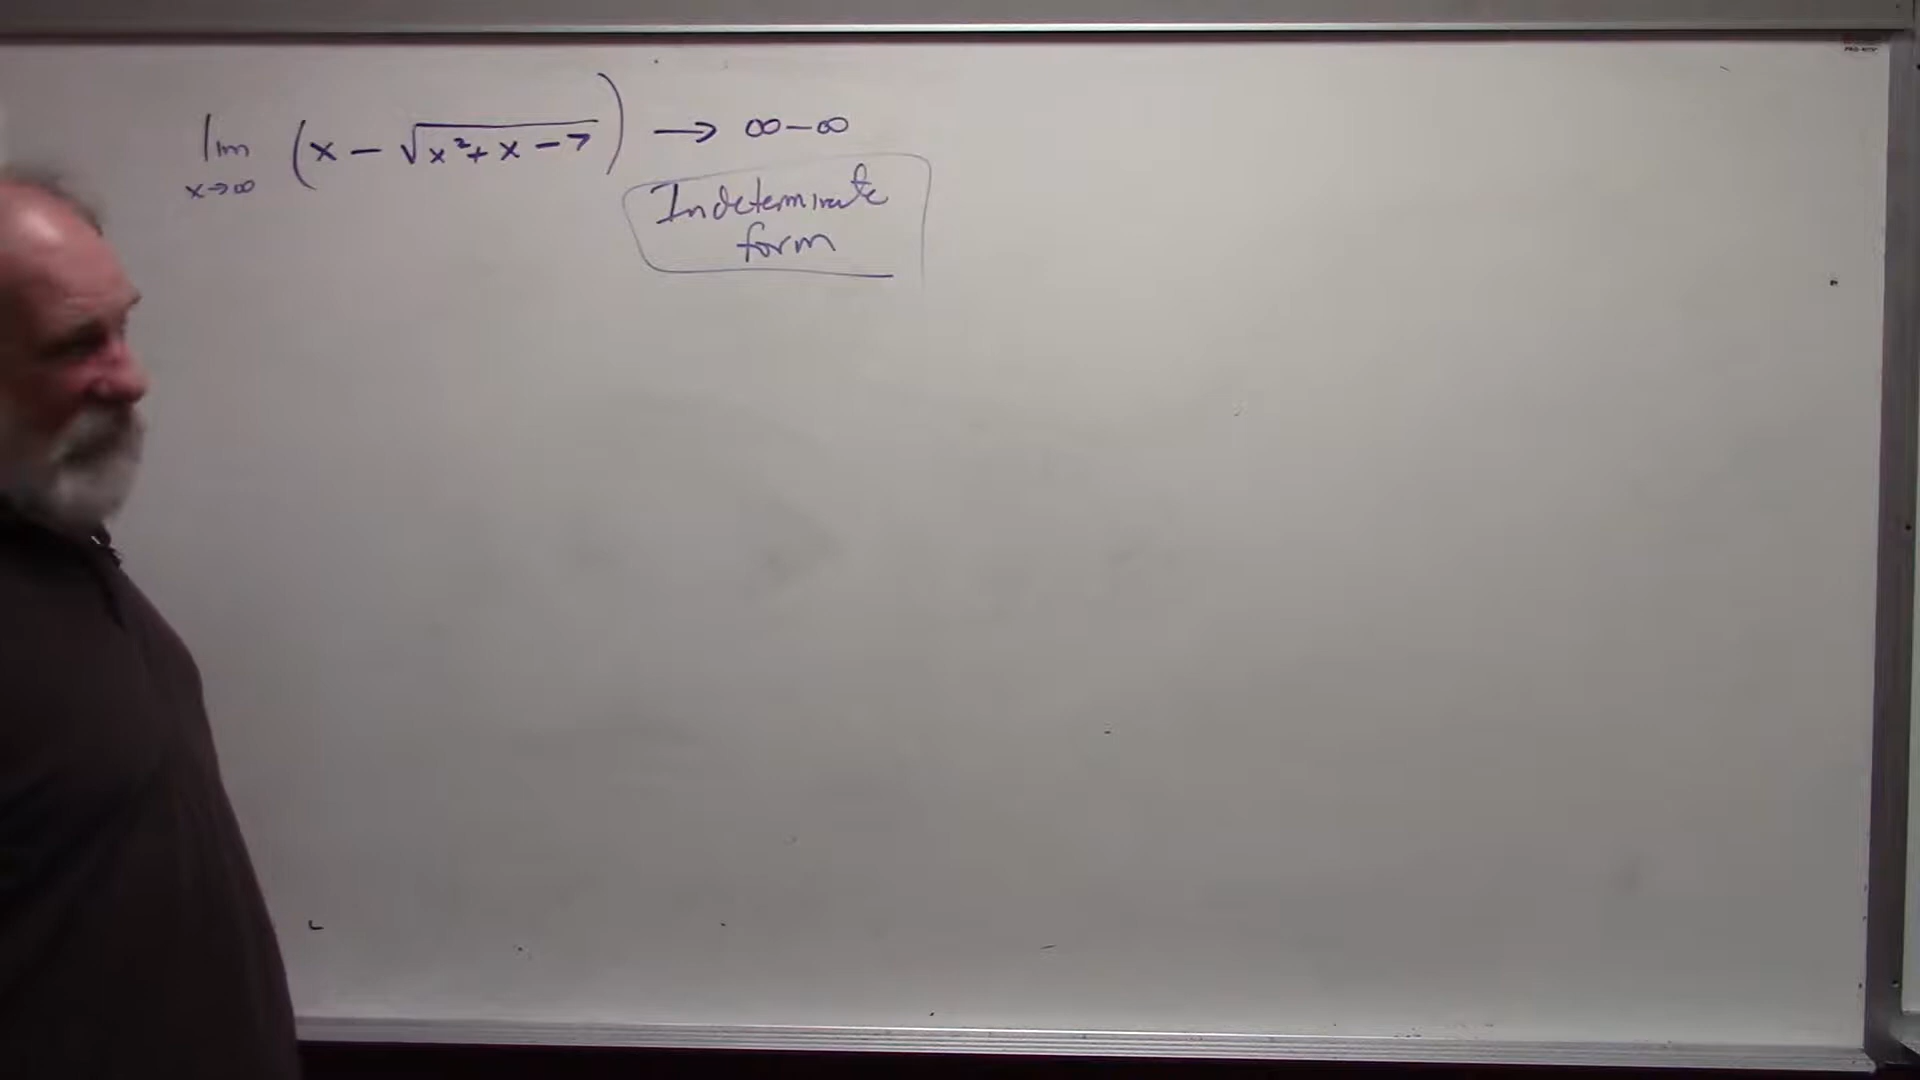 lim (x - √(x²+x-7)) → ∞-∞
x→∞
Indeterminate
form